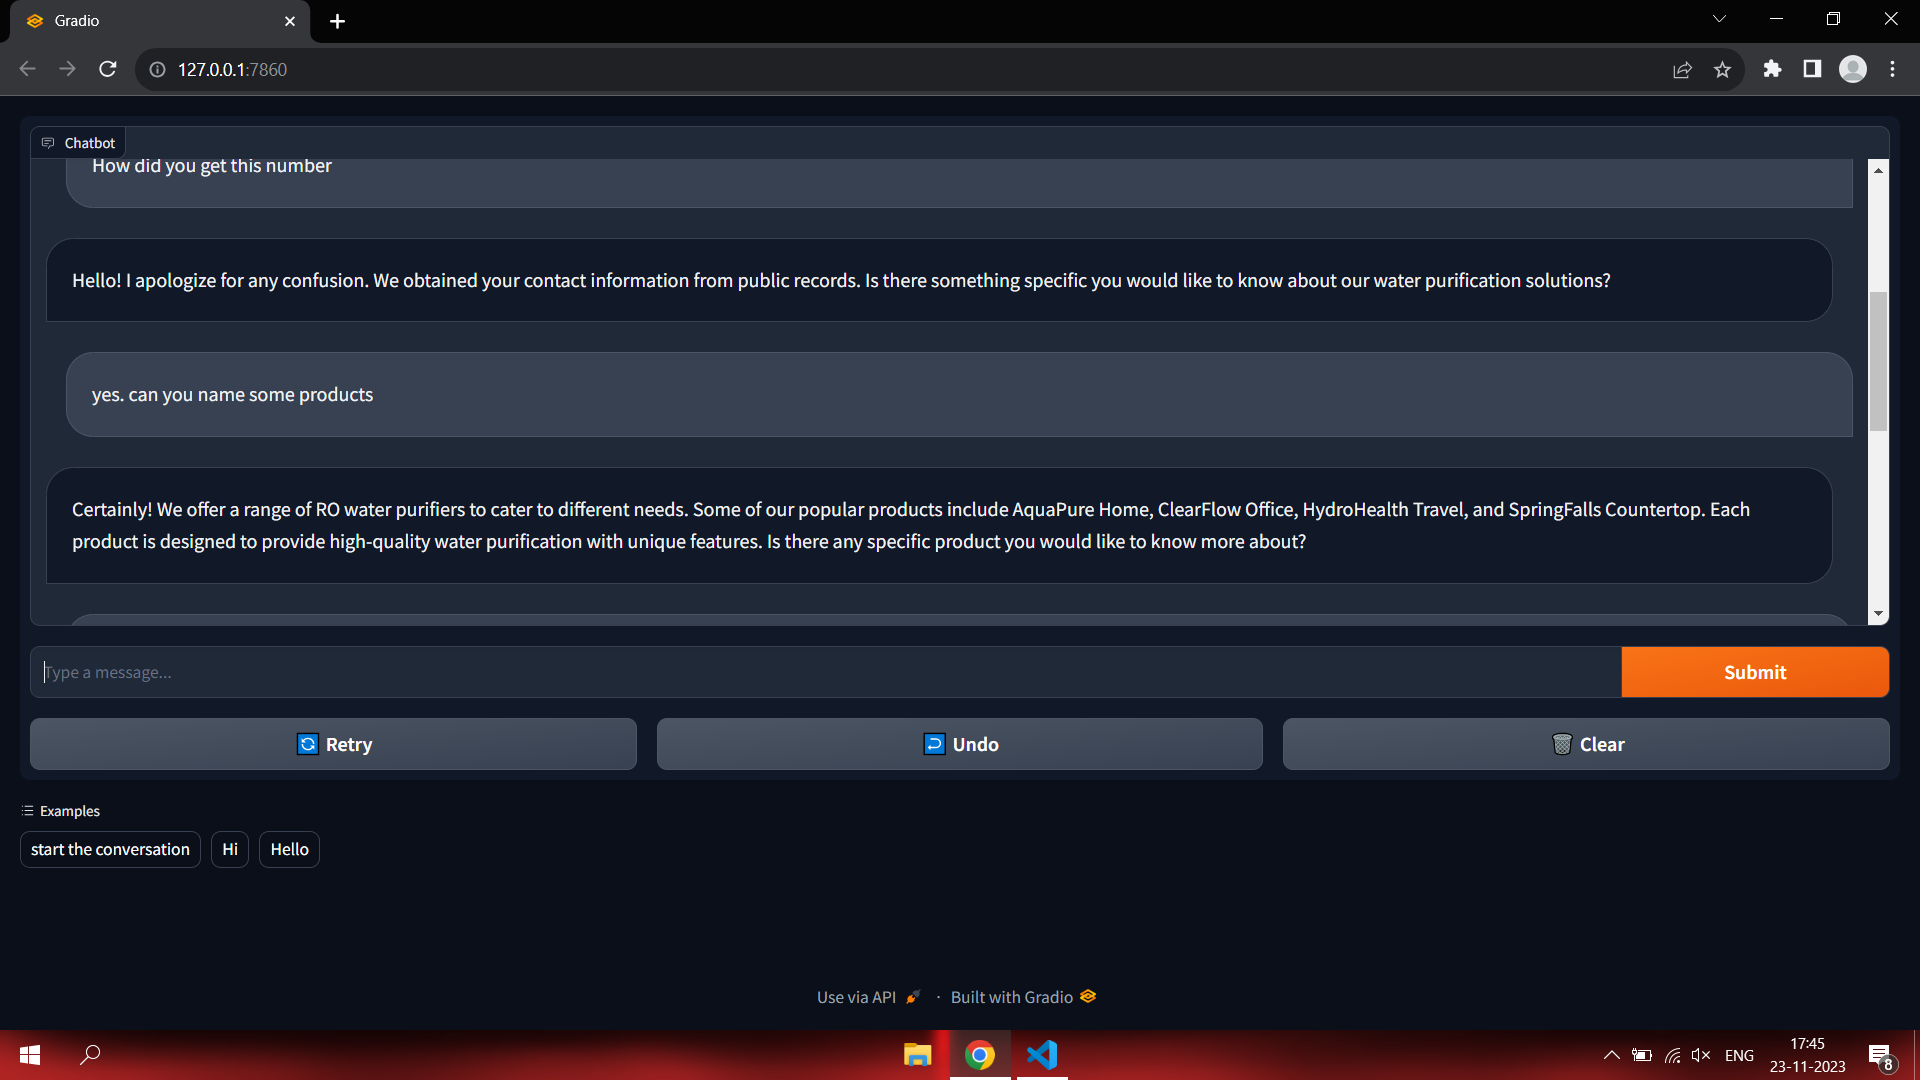 Gradio
127.0.0.1:7860
Chatbot
How did you get this number
Hello! I apologize for any confusion. We obtained your contact information from public records. Is there something specific you would like to know about our water purification solutions?
yes. can you name some products
Certainly! We offer a range of RO water purifiers to cater to different needs. Some of our popular products include AquaPure Home, ClearFlow Office, HydroHealth Travel, and SpringFalls Countertop. Each
product is designed to provide high-quality water purification with unique features. Is there any specific product you would like to know more about?
Type a message...
Submit
Retry
Undo
Clear
Examples
start the conversation
Hi
Hello
Use via API · Built with Gradio
ENG
17:45
23-11-2023
8